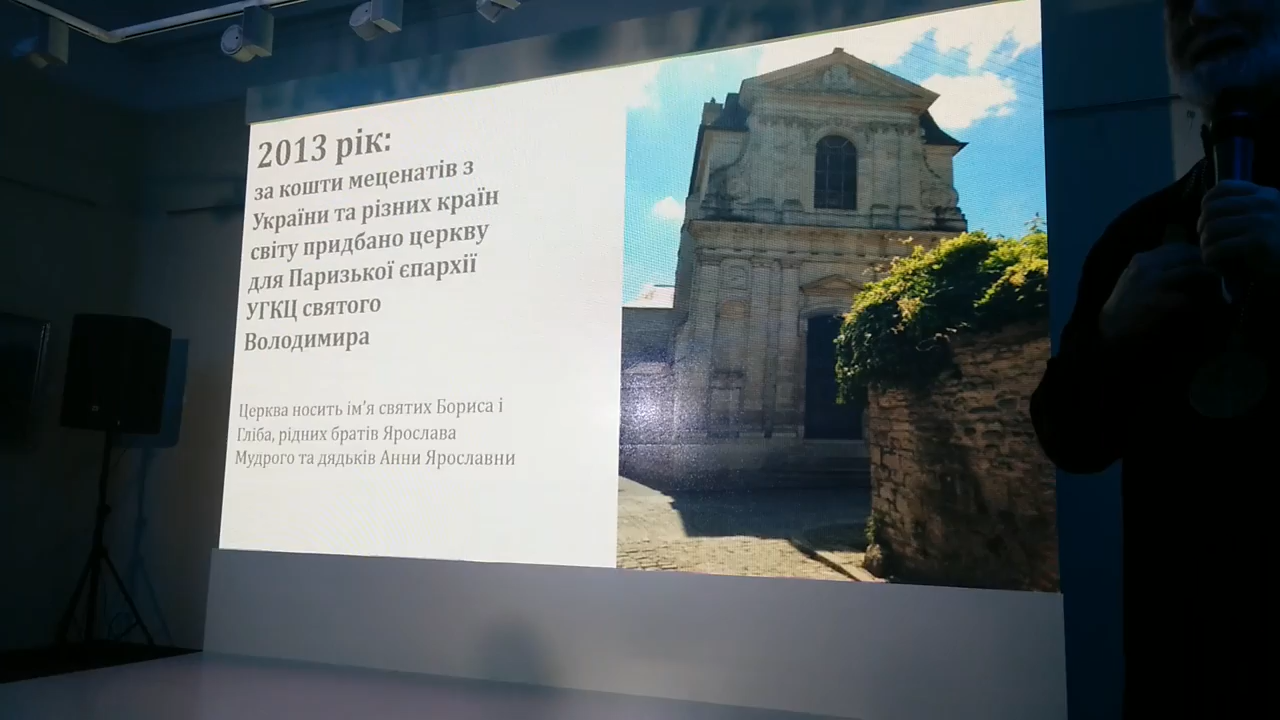 2013 рік:
за кошти меценатів з
України та різних країн
світу придбано церкву
для Паризької єпархії
УГКЦ святого
Володимира
Церква носить ім'я святих Бориса і
Гліба, рідних братів Ярослава
Мудрого та дядьків Анни Ярославни